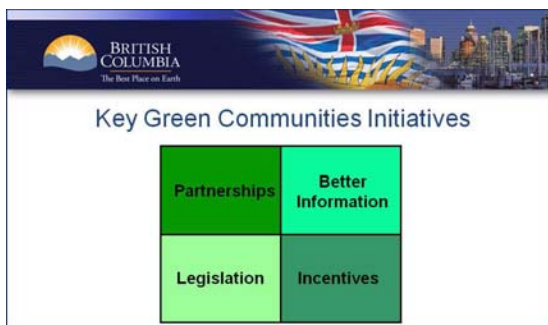 BRITISH
COLUMBIA
The Best Place on Earth
Key Green Communities Initiatives
Partnerships
Better
Information
Legislation
Incentives